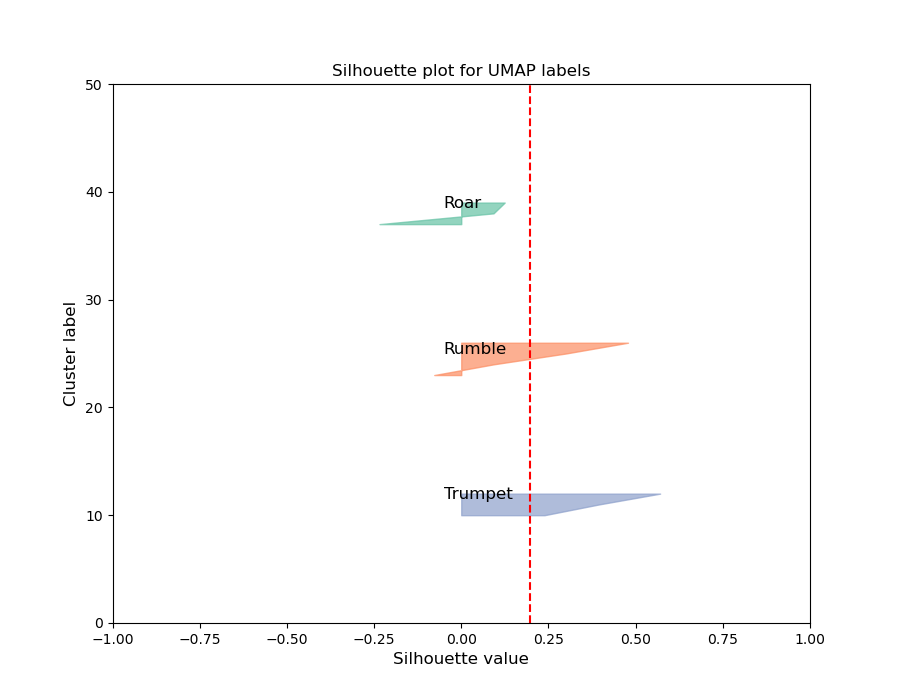 Silhouette plot for UMAP labels
50
40
30
20
10
0
Cluster label
Roar
Rumble
Trumpet
−1.00 −0.75 −0.50 −0.25 0.00 0.25 0.50 0.75 1.00
Silhouette value